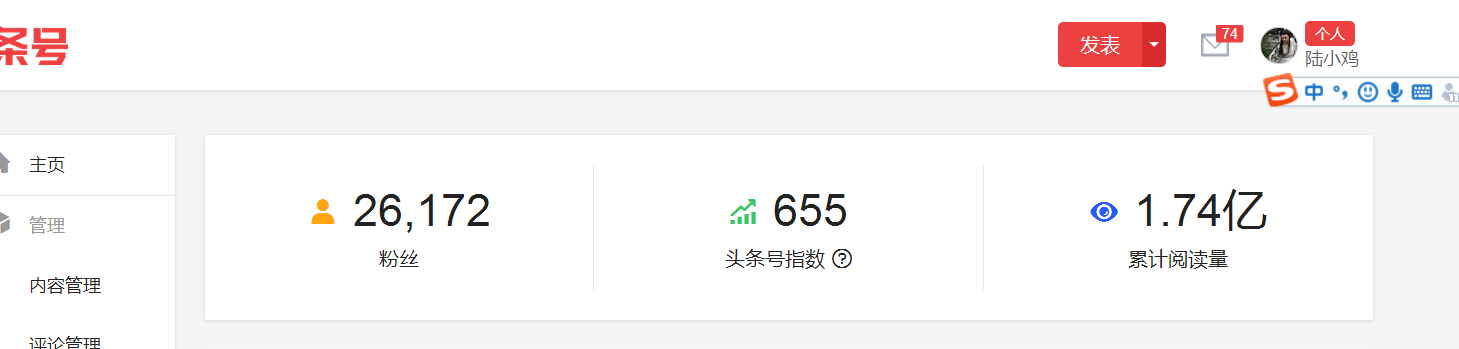 条号
发表
74
个人
陆小鸡
中
主页
管理
内容管理
评论管理
26,172
粉丝
655
头条号指数
1.74亿
累计阅读量